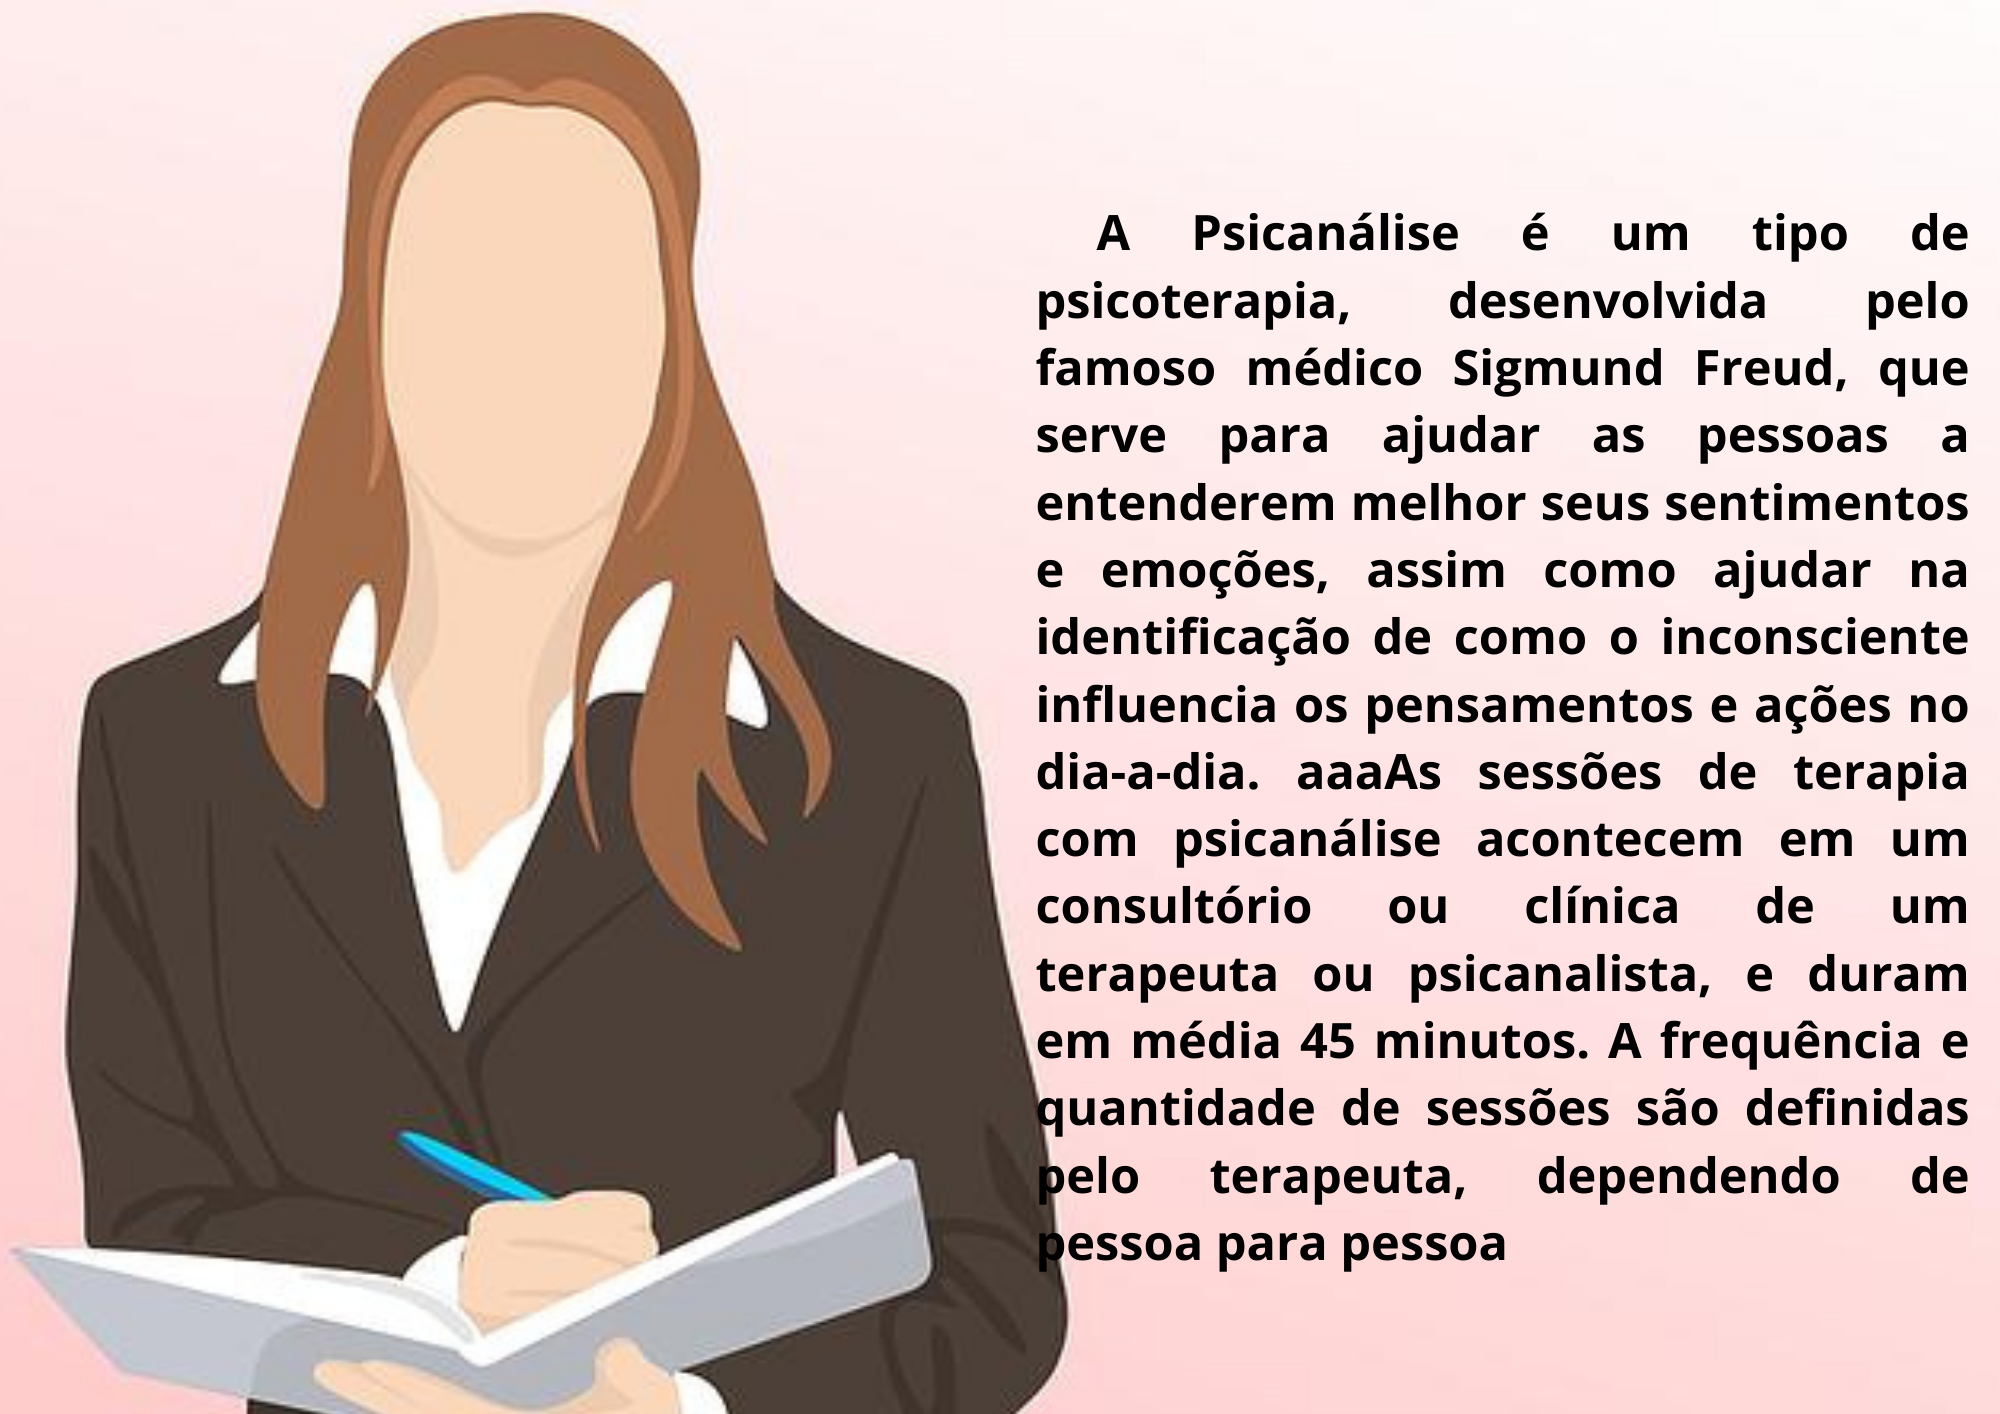 A Psicanálise é um tipo de
psicoterapia, desenvolvida pelo
famoso médico Sigmund Freud, que
serve para ajudar as pessoas a
entenderem melhor seus sentimentos
e emoções, assim como ajudar na
identificação de como o inconsciente
influencia os pensamentos e ações no
dia-a-dia. aaaAs sessões de terapia
com psicanálise acontecem em um
consultório ou clínica de um
terapeuta ou psicanalista, e duram
em média 45 minutos. A frequência e
quantidade de sessões são definidas
pelo terapeuta, dependendo de
pessoa para pessoa